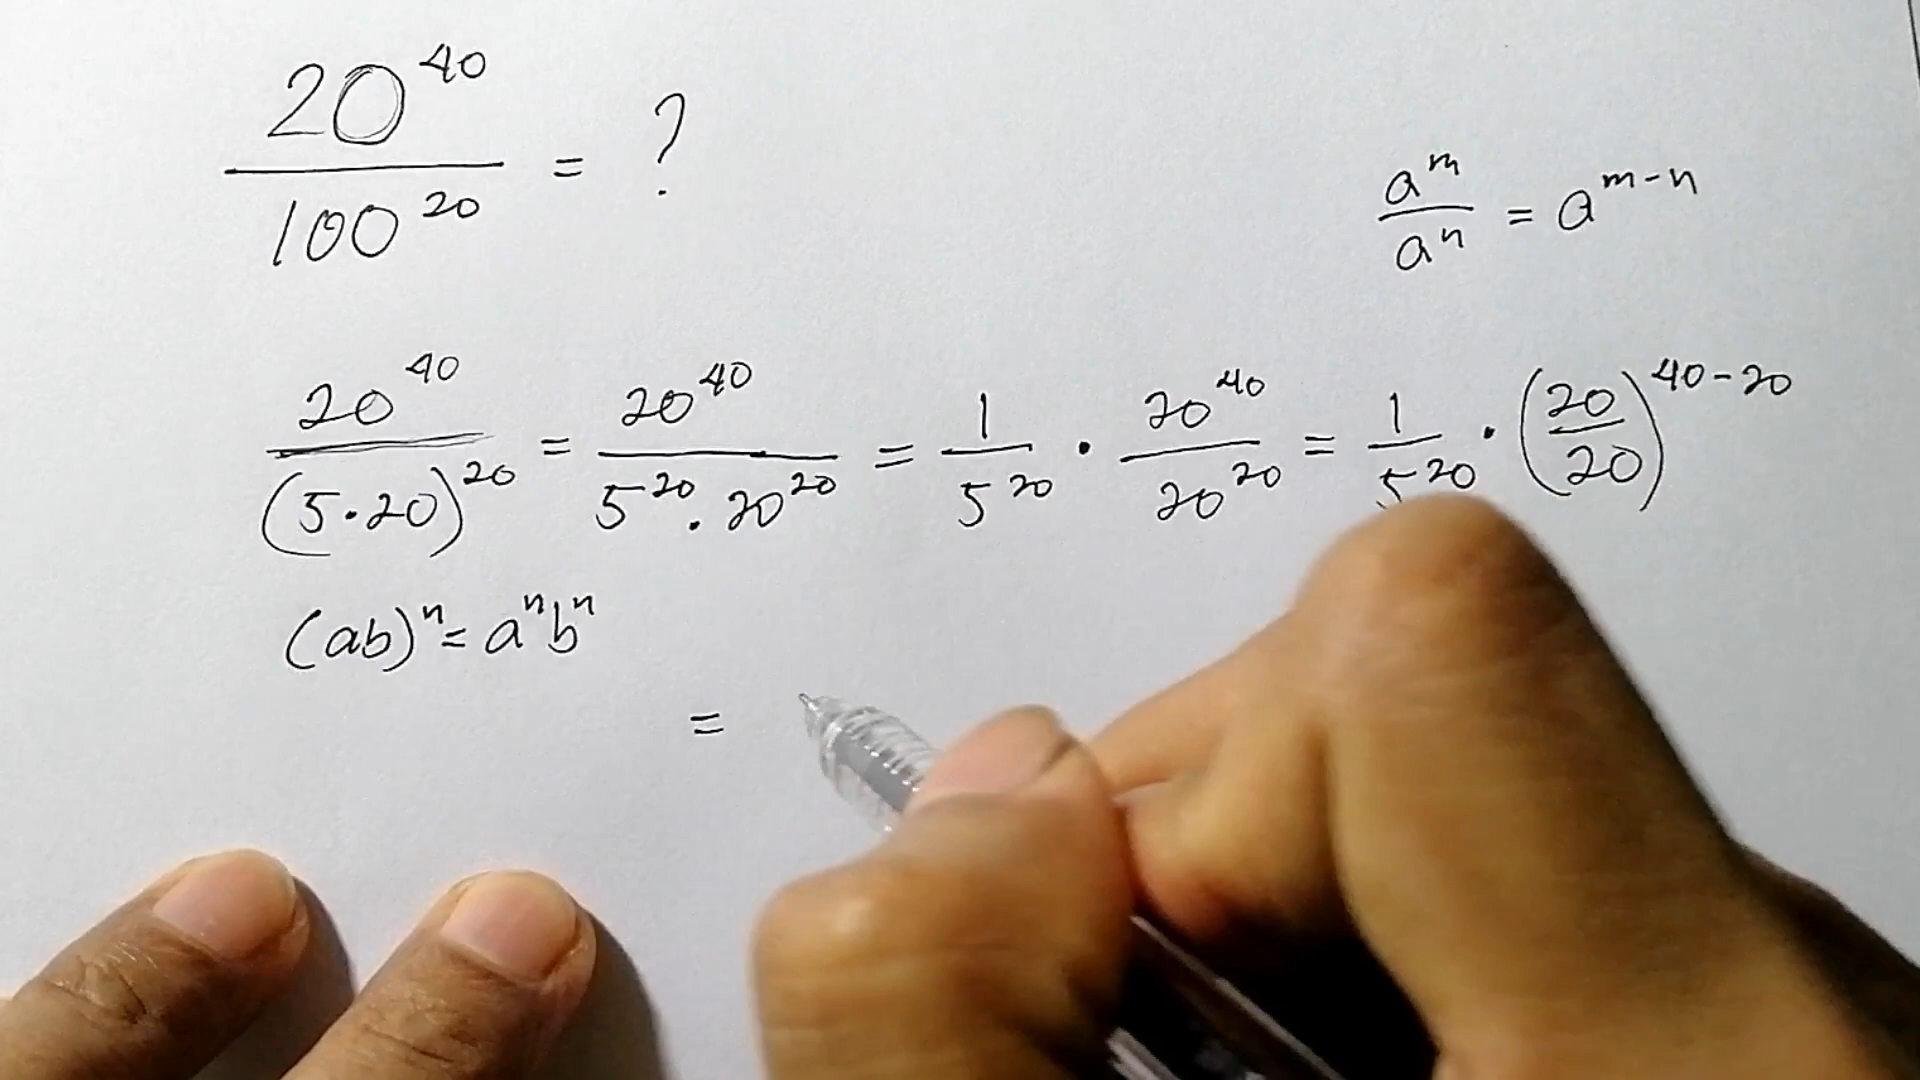 20^40 / 100^20 = ?
a^m / a^n = a^(m-n)
20^40 / (5·20)^20 = 20^40 / 5^20 · 20^20 = 1 / 5^20 · 20^40 / 20^20 = 1 / 5^20 · (20/20)^(40-20)
(ab)^n = a^n b^n
=